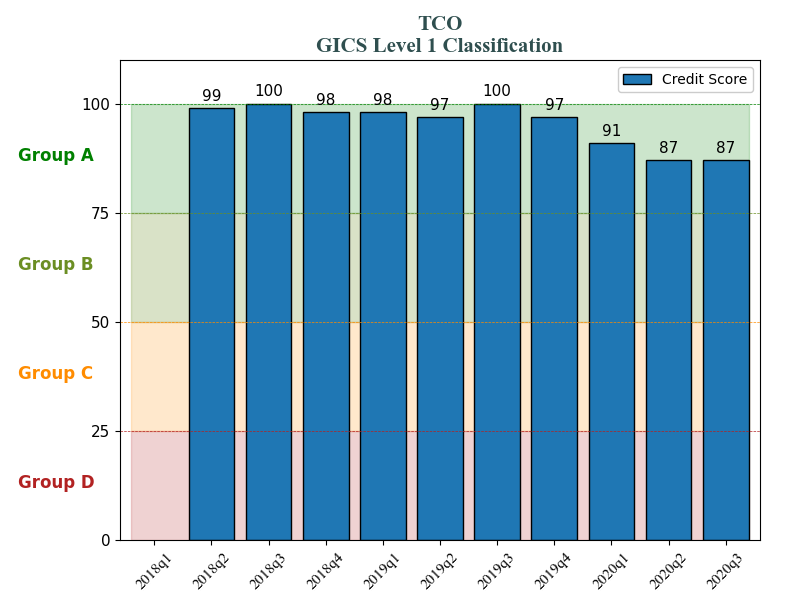 TCO
GICS Level 1 Classification
Credit Score
99 100 98 98 97 100 97 91 87 87
100
Group A
75
Group B
50
Group C
25
Group D
0
2018q1 2018q2 2018q3 2018q4 2019q1 2019q2 2019q3 2019q4 2020q1 2020q2 2020q3